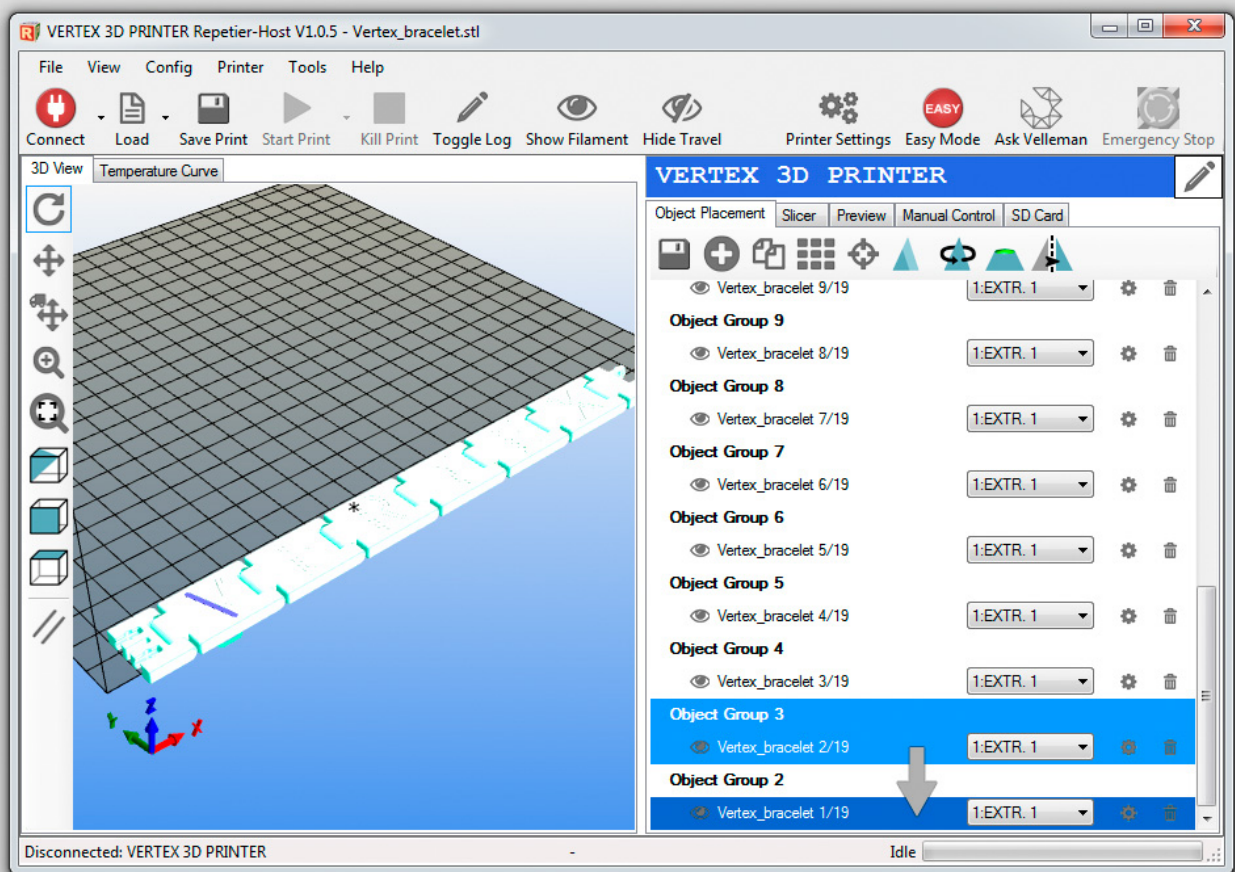 VERTEX 3D PRINTER Repetier-Host V1.0.5 - Vertex_bracelet.stl
File View Config Printer Tools Help
EASY
Connect Load Save Print Start Print Kill Print Toggle Log Show Filament Hide Travel Printer Settings Easy Mode Ask Velleman Emergency Stop
3D View Temperature Curve
VERTEX 3D PRINTER
Object Placement Slicer Preview Manual Control SD Card
Vertex_bracelet 9/19 1:EXTR. 1
Object Group 9
Vertex_bracelet 8/19 1:EXTR. 1
Object Group 8
Vertex_bracelet 7/19 1:EXTR. 1
Object Group 7
Vertex_bracelet 6/19 1:EXTR. 1
Object Group 6
Vertex_bracelet 5/19 1:EXTR. 1
Object Group 5
Vertex_bracelet 4/19 1:EXTR. 1
Object Group 4
Vertex_bracelet 3/19 1:EXTR. 1
Object Group 3
Vertex_bracelet 2/19 1:EXTR. 1
Object Group 2
Vertex_bracelet 1/19 1:EXTR. 1
Y Z X
Disconnected: VERTEX 3D PRINTER - Idle